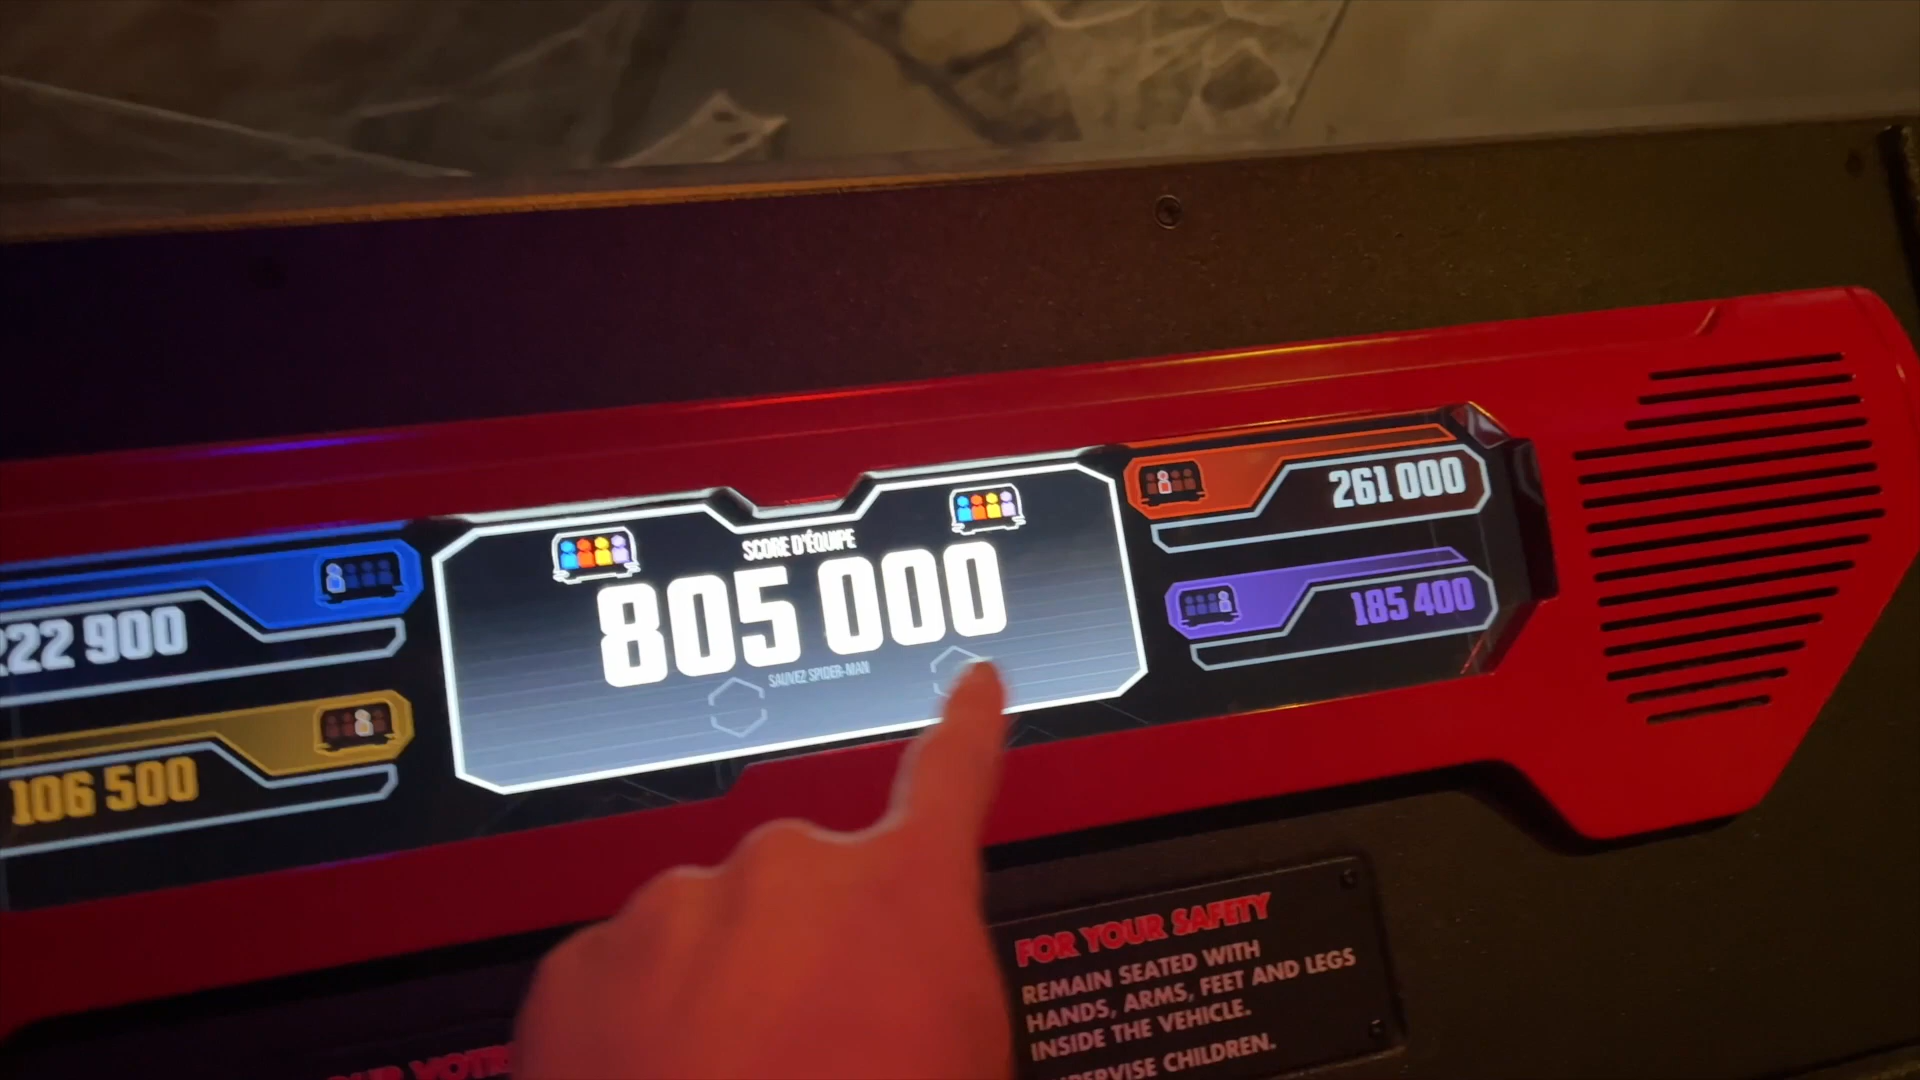 222 900
106 500
SCORE D'ÉQUIPE
805 000
SAUVEZ SPIDER-MAN
261 000
185 400
FOR YOUR SAFETY
REMAIN SEATED WITH
HANDS, ARMS, FEET AND LEGS
INSIDE THE VEHICLE.
PERVISE CHILDREN.